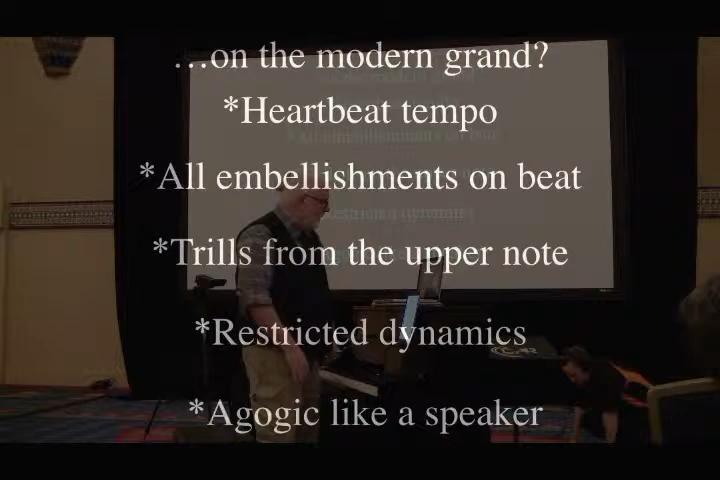 …on the modern grand?
*Heartbeat tempo
*All embellishments on beat
*Trills from the upper note
*Restricted dynamics
*Agogic like a speaker